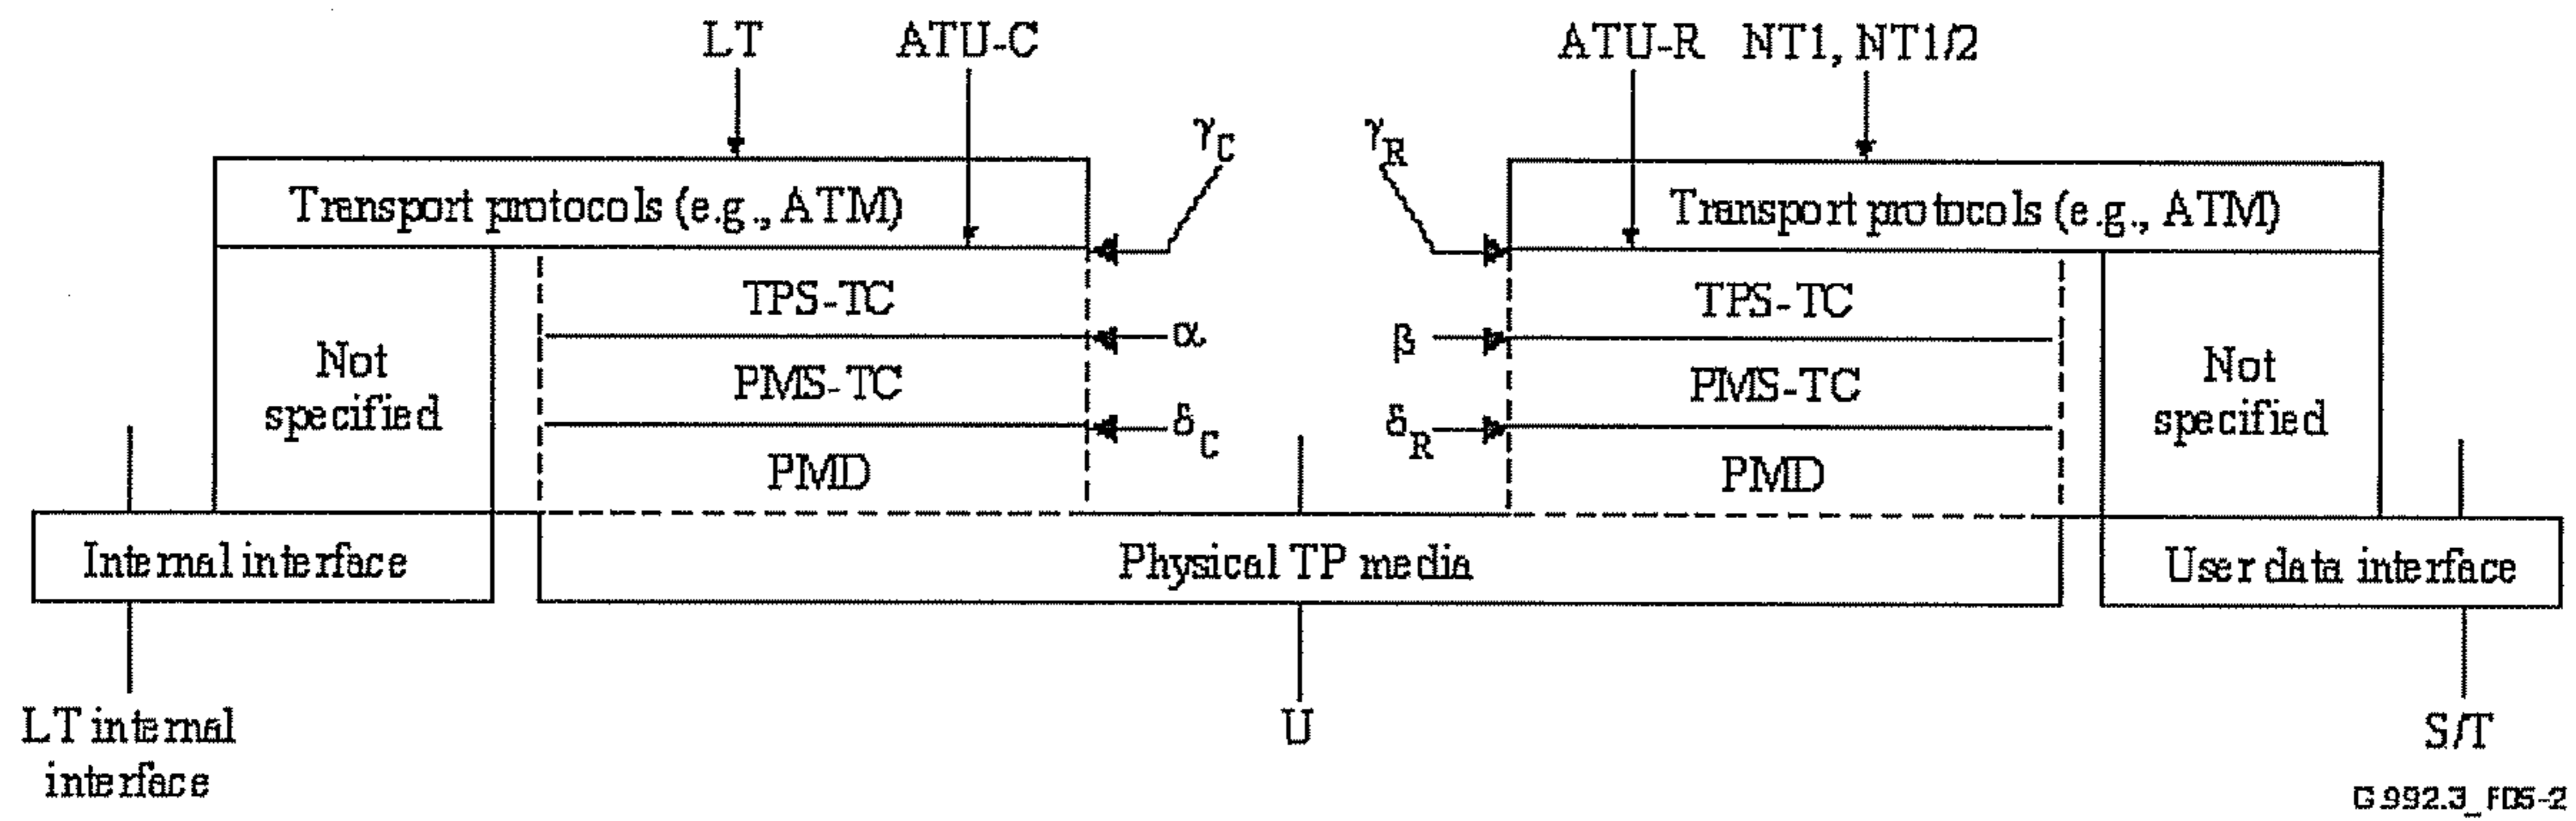 LT ATU-C ATU-R NT1, NT1/2
γC γR
Transport protocols (e.g., ATM) Transport protocols (e.g., ATM)
TPS-TC TPS-TC
α β
Not Not
specified specified
PMS-TC PMS-TC
δC δR
PMD PMD
Internal interface Physical TP media User data interface
LT internal
interface
U
S/T
G.992.3_F05-2